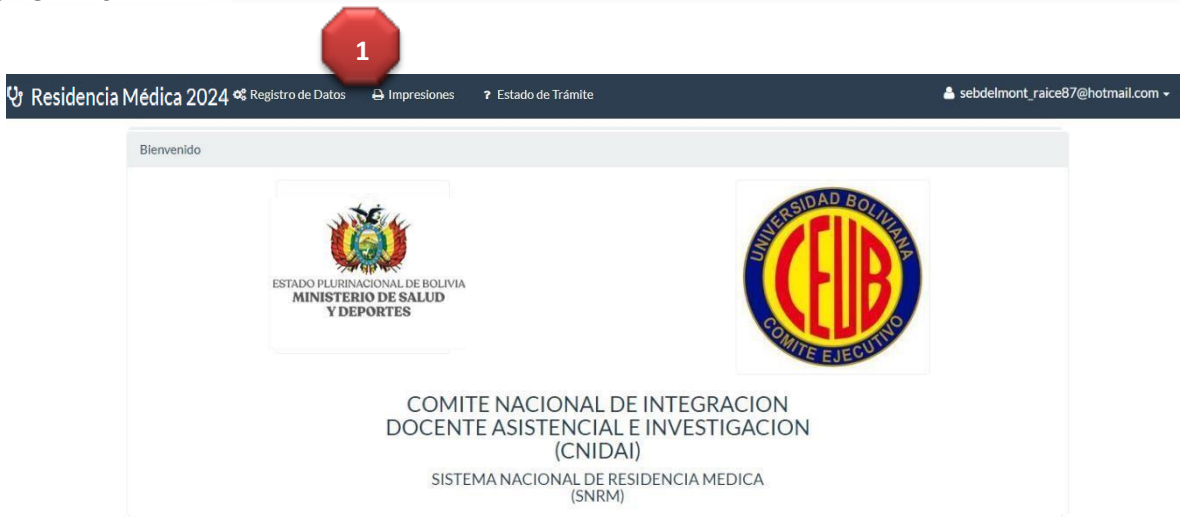 1
Residencia Médica 2024 Registro de Datos Impresiones ? Estado de Trámite sebdelmont_raice87@hotmail.com
Bienvenido
ESTADO PLURINACIONAL DE BOLIVIA
MINISTERIO DE SALUD
Y DEPORTES
UNIVERSIDAD BOLIVIANA
CEUB
COMITE EJECUTIVO
COMITE NACIONAL DE INTEGRACION
DOCENTE ASISTENCIAL E INVESTIGACION
(CNIDAI)
SISTEMA NACIONAL DE RESIDENCIA MEDICA
(SNRM)